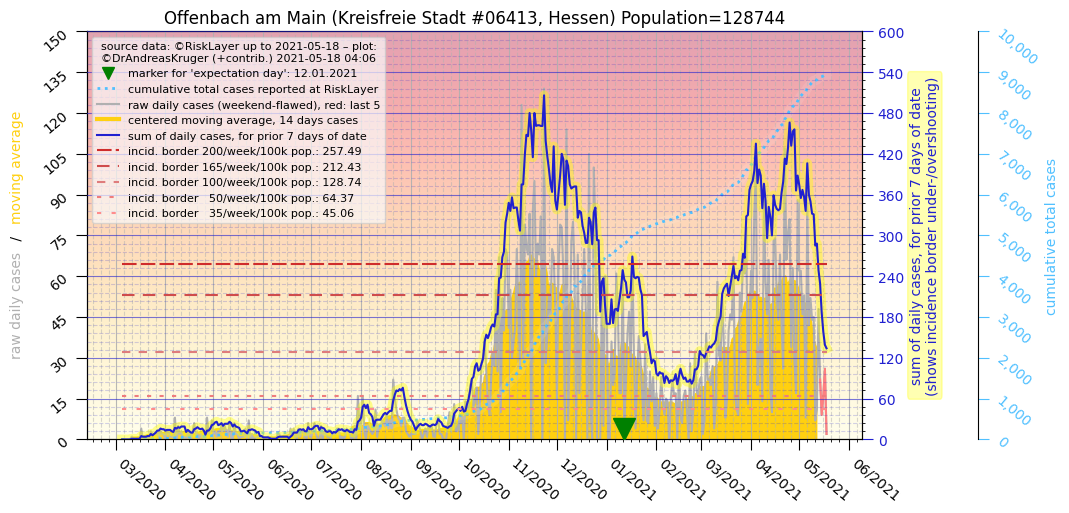 Offenbach am Main (Kreisfreie Stadt #06413, Hessen) Population=128744
source data: ©RiskLayer up to 2021-05-18 – plot:
©DrAndreasKruger (+contrib.) 2021-05-18 04:06
marker for 'expectation day': 12.01.2021
cumulative total cases reported at RiskLayer
raw daily cases (weekend-flawed), red: last 5
centered moving average, 14 days cases
sum of daily cases, for prior 7 days of date
incid. border 200/week/100k pop.: 257.49
incid. border 165/week/100k pop.: 212.43
incid. border 100/week/100k pop.: 128.74
incid. border   50/week/100k pop.: 64.37
incid. border   35/week/100k pop.: 45.06
raw daily cases / moving average
150
135
120
105
90
75
60
45
30
15
0
600
540
480
420
360
300
240
180
120
60
0
sum of daily cases, for prior 7 days of date
(shows incidence border under-/overshooting)
10,000
9,000
8,000
7,000
6,000
5,000
4,000
3,000
2,000
1,000
0
cumulative total cases
03/2020
04/2020
05/2020
06/2020
07/2020
08/2020
09/2020
10/2020
11/2020
12/2020
01/2021
02/2021
03/2021
04/2021
05/2021
06/2021